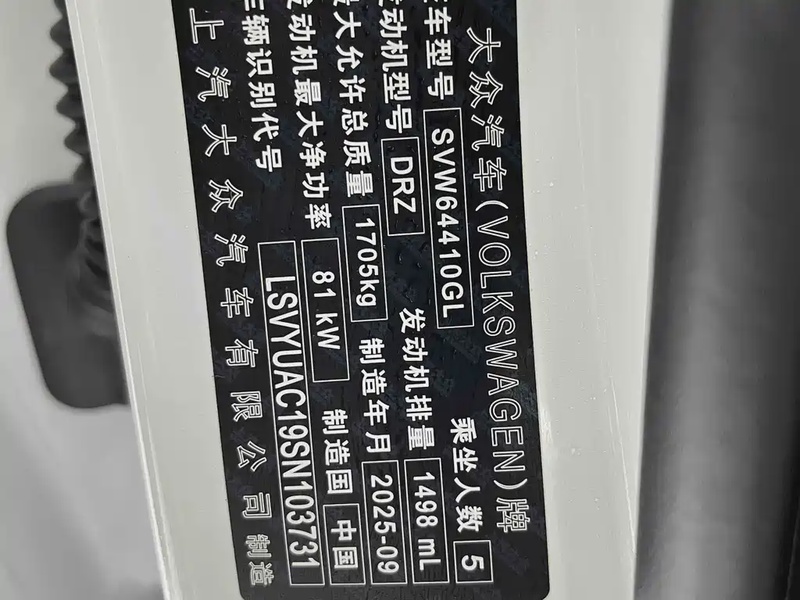 大众汽车(VOLKSWAGEN)牌
车型号 SVW64410GL 乘坐人数 5
发动机型号 DRZ 发动机排量 1498 mL
最大允许总质量 1705kg 制造年月 2025-09
发动机最大净功率 81 kW 制造国 中国
车辆识别代号 LSVYUAC19SN103731
上汽大众汽车有限公司 制造